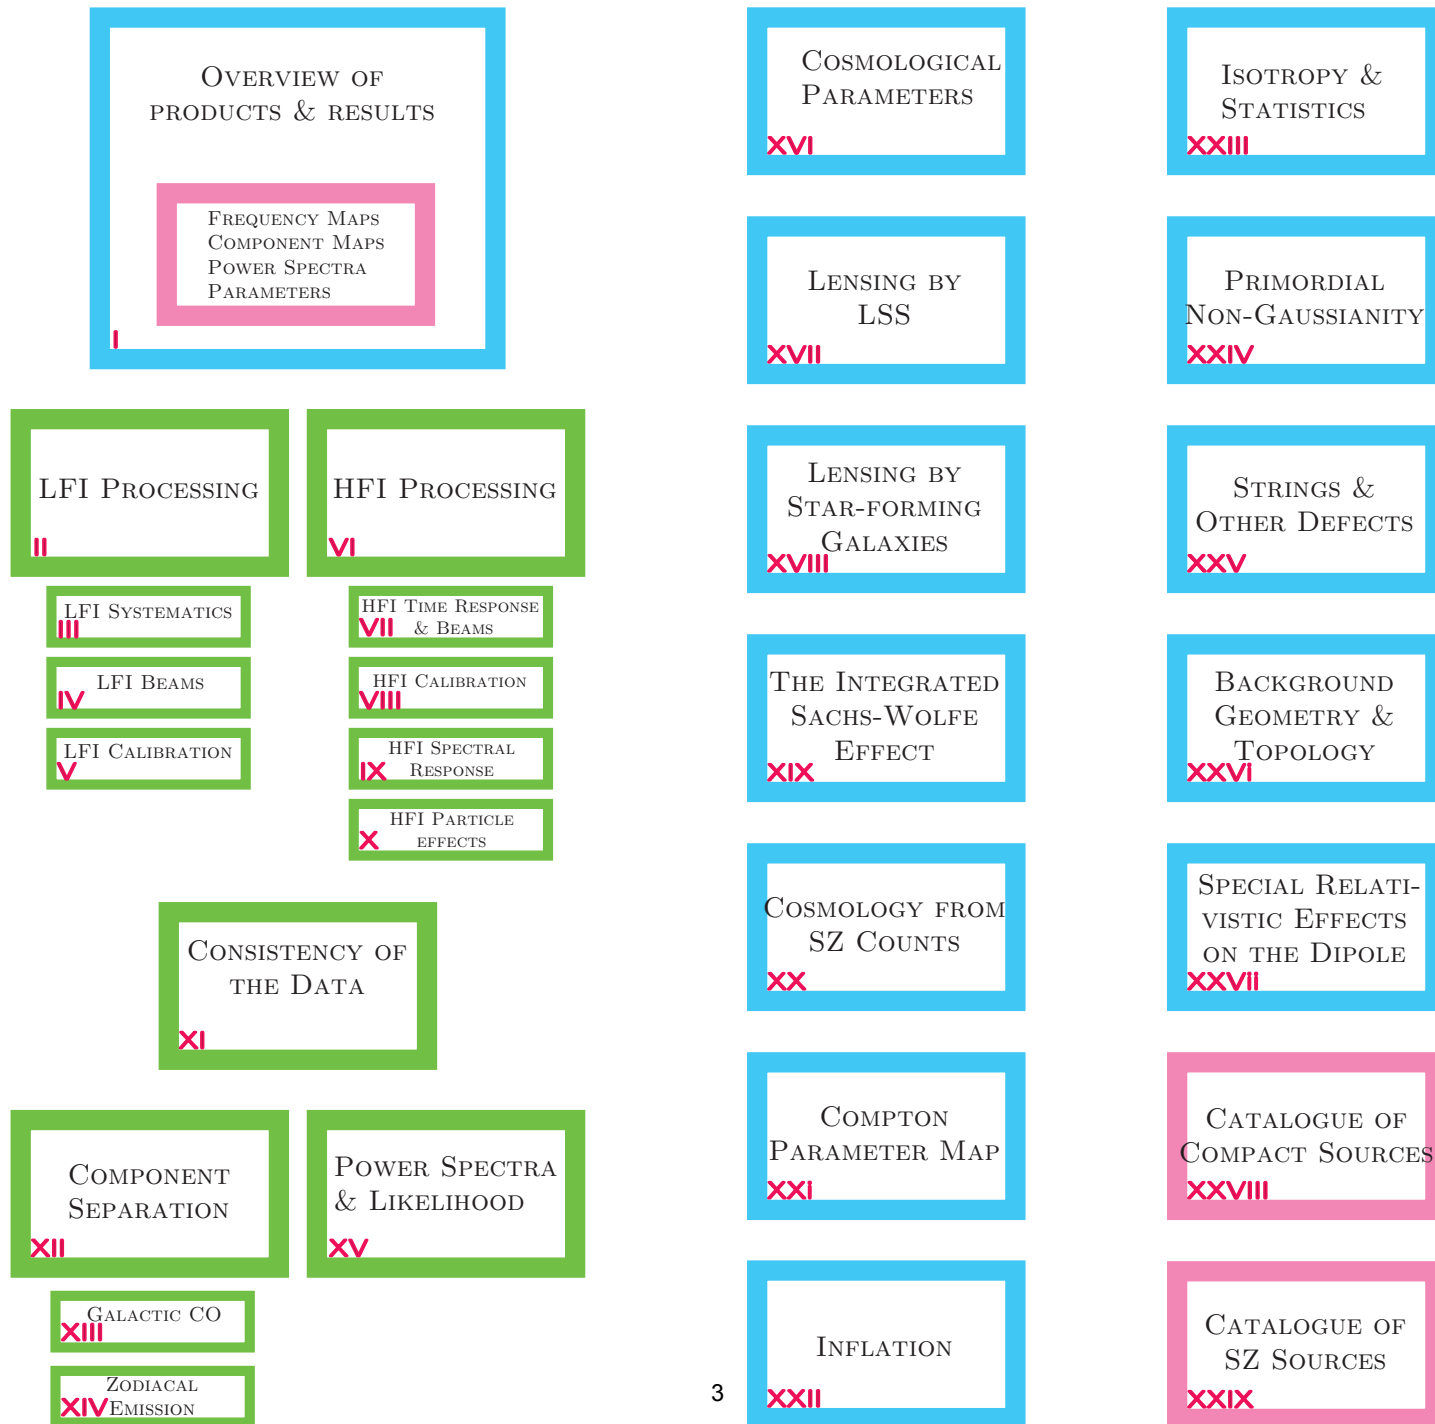 Overview of
products & results
Frequency Maps
Component Maps
Power Spectra
Parameters
I
LFI Processing
II
HFI Processing
VI
LFI Systematics
III
LFI Beams
IV
LFI Calibration
V
HFI Time Response
& Beams
VII
HFI Calibration
VIII
HFI Spectral
Response
IX
HFI Particle
effects
X
Consistency of
the Data
XI
Component
Separation
XII
Power Spectra
& Likelihood
XV
Galactic CO
XIII
Zodiacal
Emission
XIV
Cosmological
Parameters
XVI
Lensing by
LSS
XVII
Lensing by
Star-forming
Galaxies
XVIII
The Integrated
Sachs-Wolfe
Effect
XIX
Cosmology from
SZ Counts
XX
Compton
Parameter Map
XXi
Inflation
XXII
Isotropy &
Statistics
XXIII
Primordial
Non-Gaussianity
XXIV
Strings &
Other Defects
XXV
Background
Geometry &
Topology
XXVi
Special Relati-
vistic Effects
on the Dipole
XXVii
Catalogue of
Compact Sources
XXVIII
Catalogue of
SZ Sources
XXIX
3